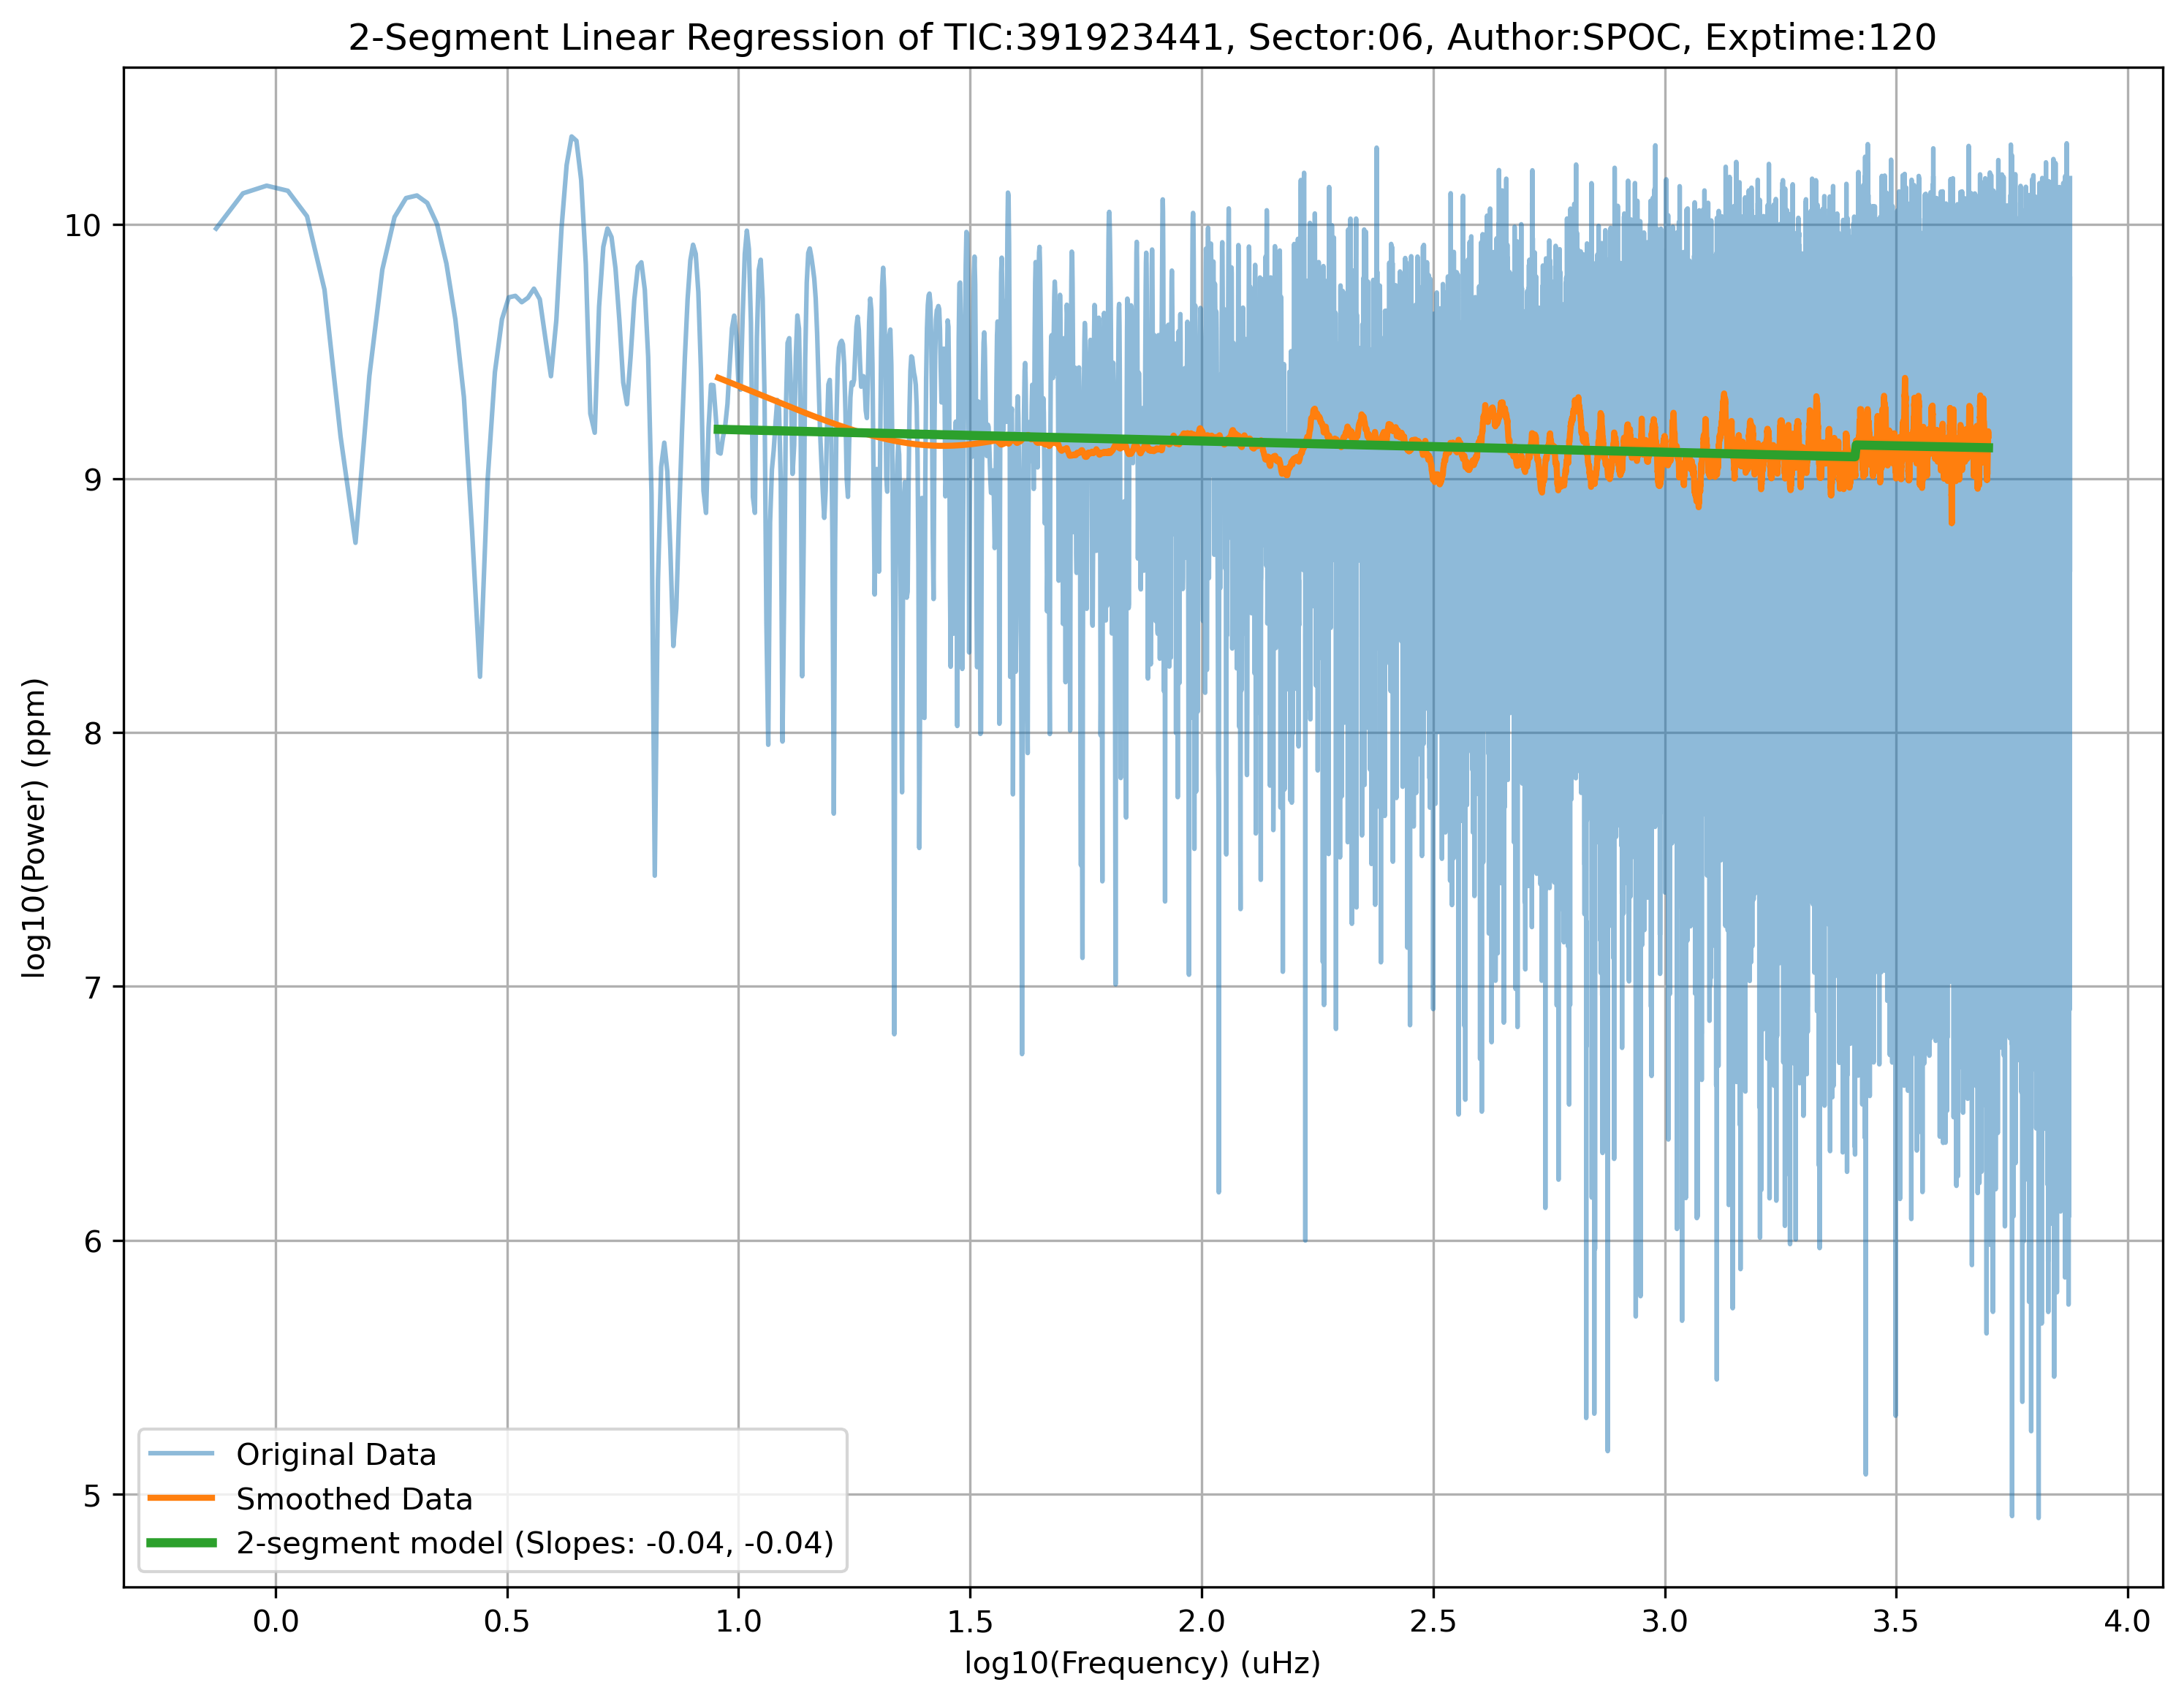 2-Segment Linear Regression of TIC:391923441, Sector:06, Author:SPOC, Exptime:120
log10(Power) (ppm)
10
9
8
7
6
5
Original Data
Smoothed Data
2-segment model (Slopes: -0.04, -0.04)
0.0 0.5 1.0 1.5 2.0 2.5 3.0 3.5 4.0
log10(Frequency) (uHz)